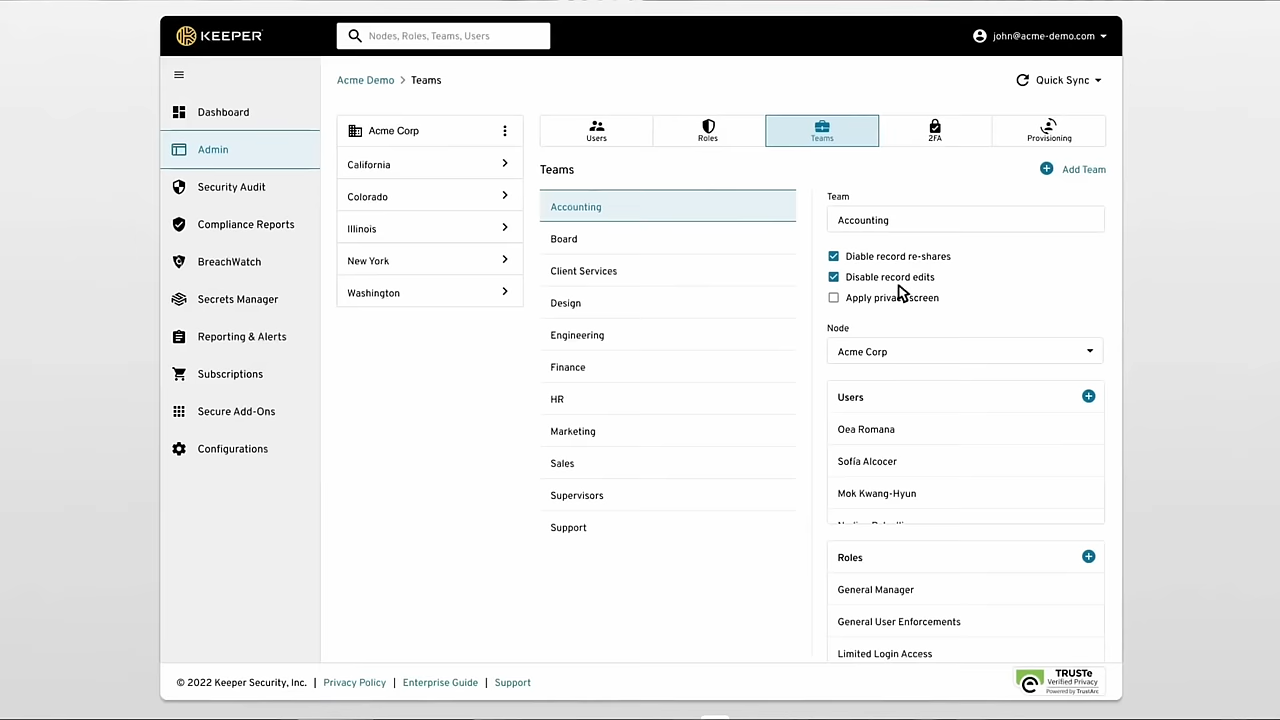 KEEPER
Nodes, Roles, Teams, Users
john@acme-demo.com
Acme Demo > Teams
Quick Sync
Dashboard
Admin
Security Audit
Compliance Reports
BreachWatch
Secrets Manager
Reporting & Alerts
Subscriptions
Secure Add-Ons
Configurations
Acme Corp
California
Colorado
Illinois
New York
Washington
Users
Roles
Teams
2FA
Provisioning
Teams
Add Team
Accounting
Board
Client Services
Design
Engineering
Finance
HR
Marketing
Sales
Supervisors
Support
Team
Accounting
Diable record re-shares
Disable record edits
Apply screen
Node
Acme Corp
Users
Oea Romana
Sofía Alcocer
Mok Kwang-Hyun
Roles
General Manager
General User Enforcements
Limited Login Access
© 2022 Keeper Security, Inc. | Privacy Policy | Enterprise Guide | Support
TRUSTe
Verified Privacy
Powered by TrustArc